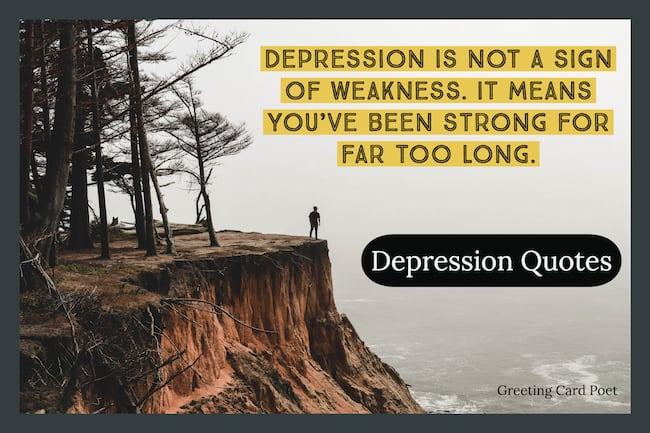 DEPRESSION IS NOT A SIGN
OF WEAKNESS. IT MEANS
YOU'VE BEEN STRONG FOR
FAR TOO LONG.
Depression Quotes
Greeting Card Poet